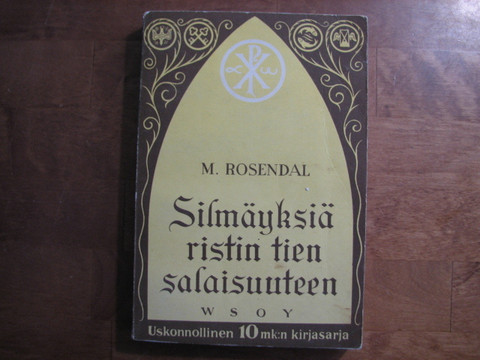 M. ROSENDAL
Silmäyksiä
ristin tien
salaisuuteen
WSOY
Uskonnollinen 10 mk:n kirjasarja